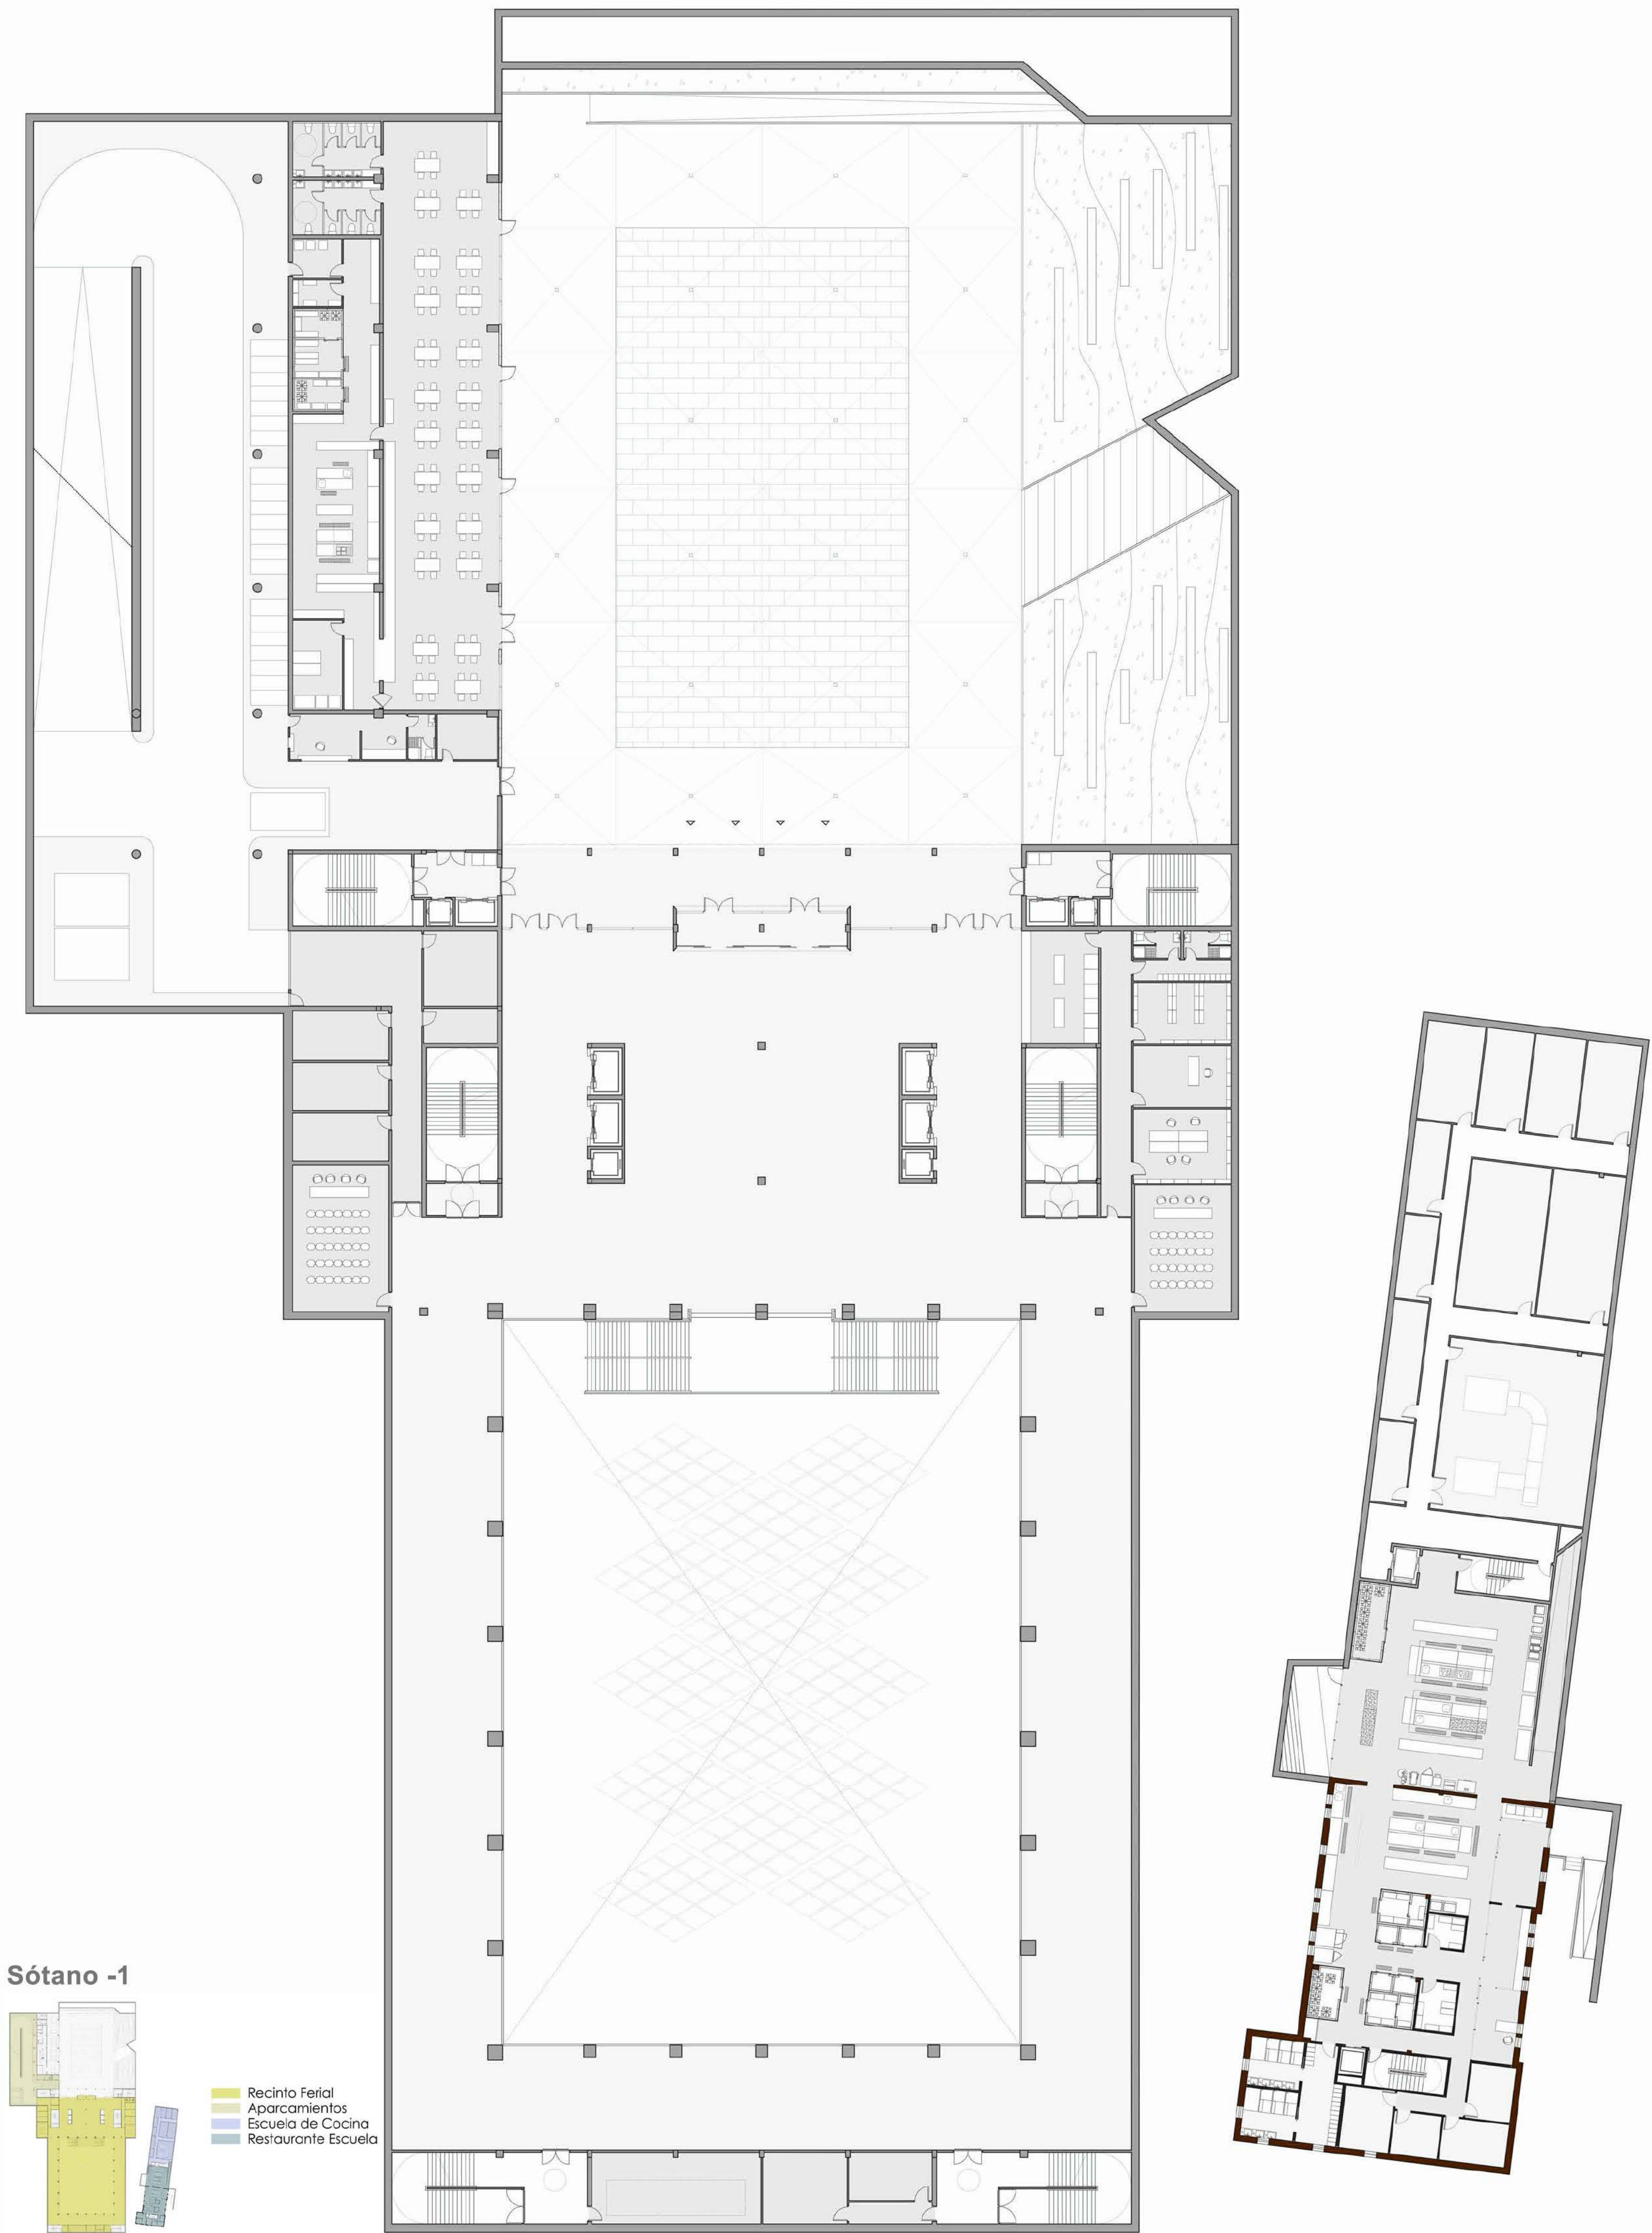 Sótano -1
Recinto Ferial
Aparcamientos
Escuela de Cocina
Restaurante Escuela